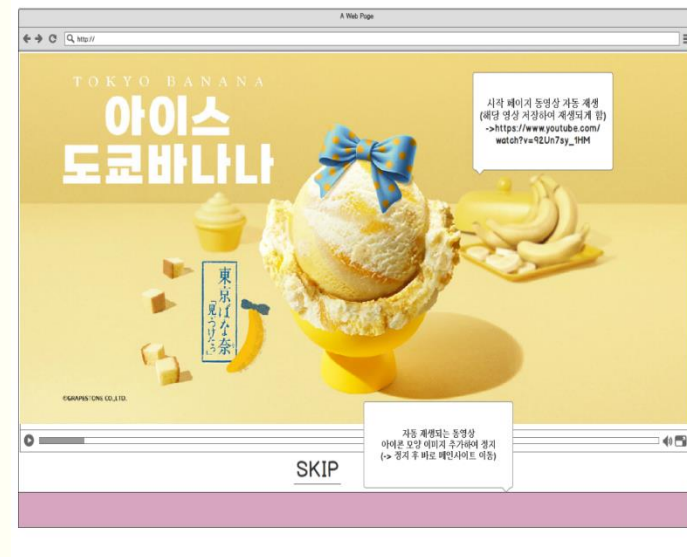 A Web Page
http://
TOKYO BANANA
아이스
도쿄바나나
시작 페이지 동영상 자동 재생
(해당 영상 저장하여 재생되게 함)
->https://www.youtube.com/
watch?v=92Un7sy_1HM
東京ばな奈
「見ぃつけたっ」
©GRAPESTONE CO.,LTD.
자동 재생되는 동영상
아이콘 모양 이미지 추가하여 정지
(-> 정지 후 바로 메인사이트 이동)
SKIP